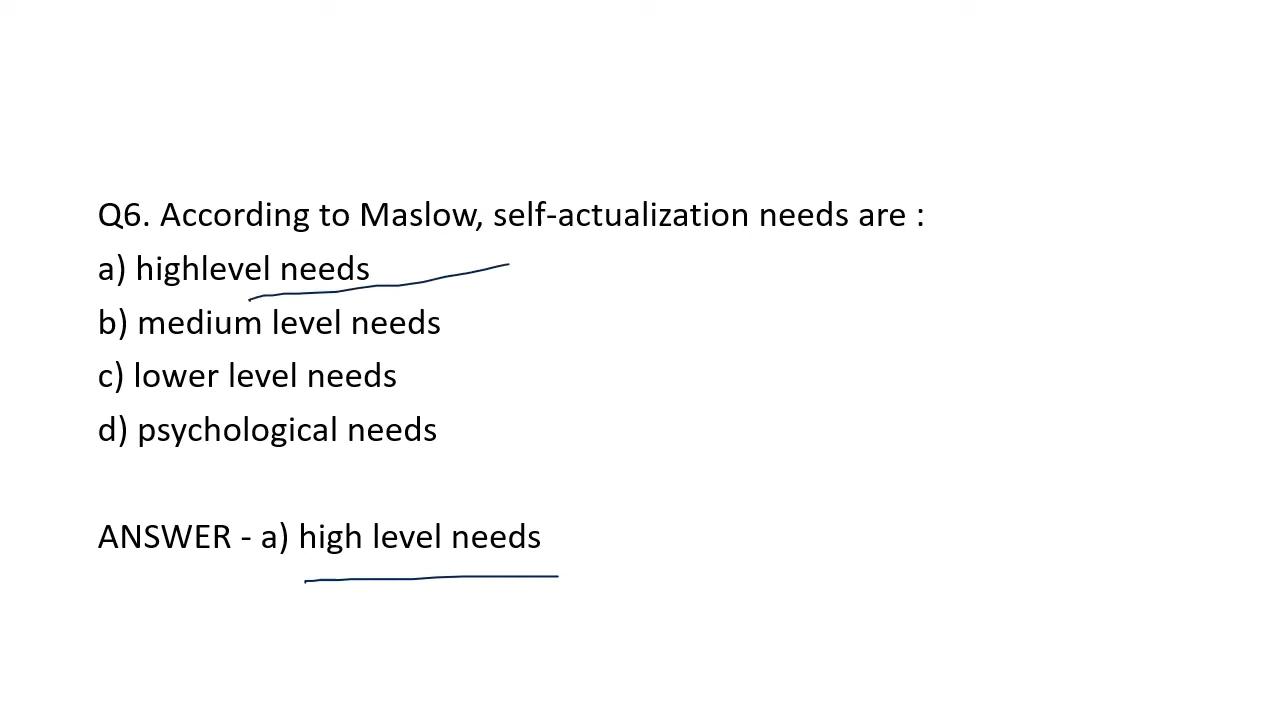 Q6. According to Maslow, self-actualization needs are :
a) highlevel needs
b) medium level needs
c) lower level needs
d) psychological needs
ANSWER - a) high level needs